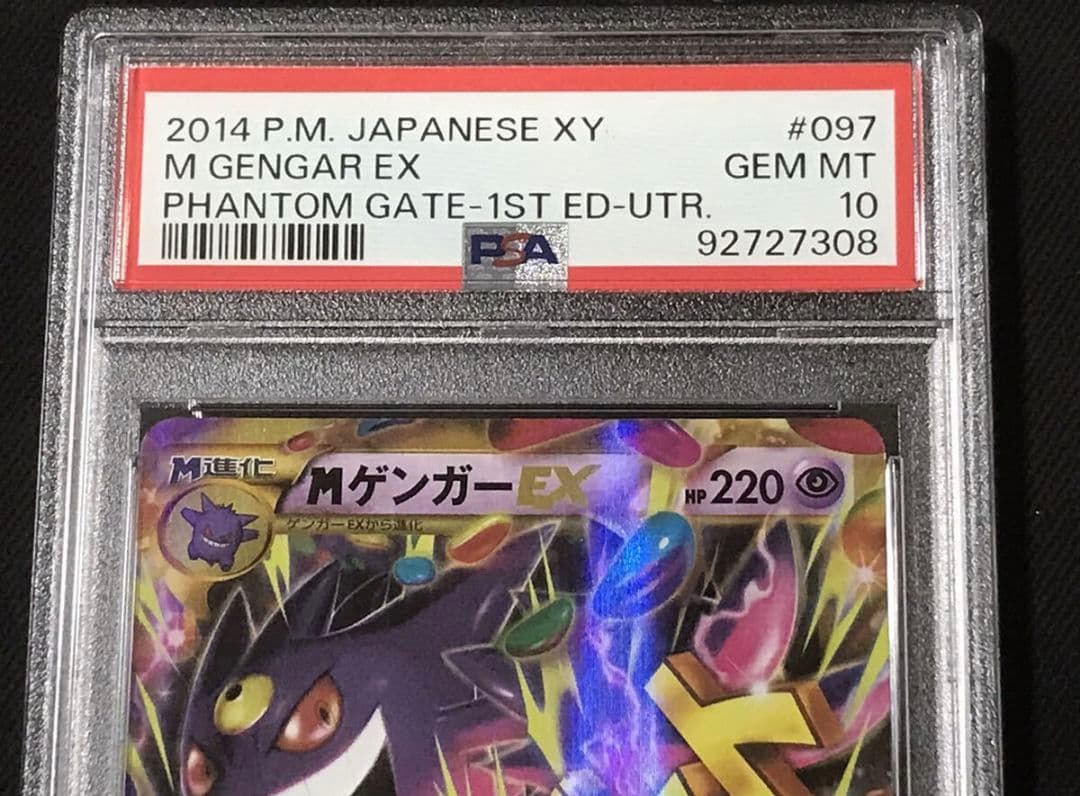 2014 P.M. JAPANESE XY #097
M GENGAR EX GEM MT
PHANTOM GATE-1ST ED-UTR. 10
PSA 92727308
M進化
MゲンガーEX HP220
ゲンガーEXから進化